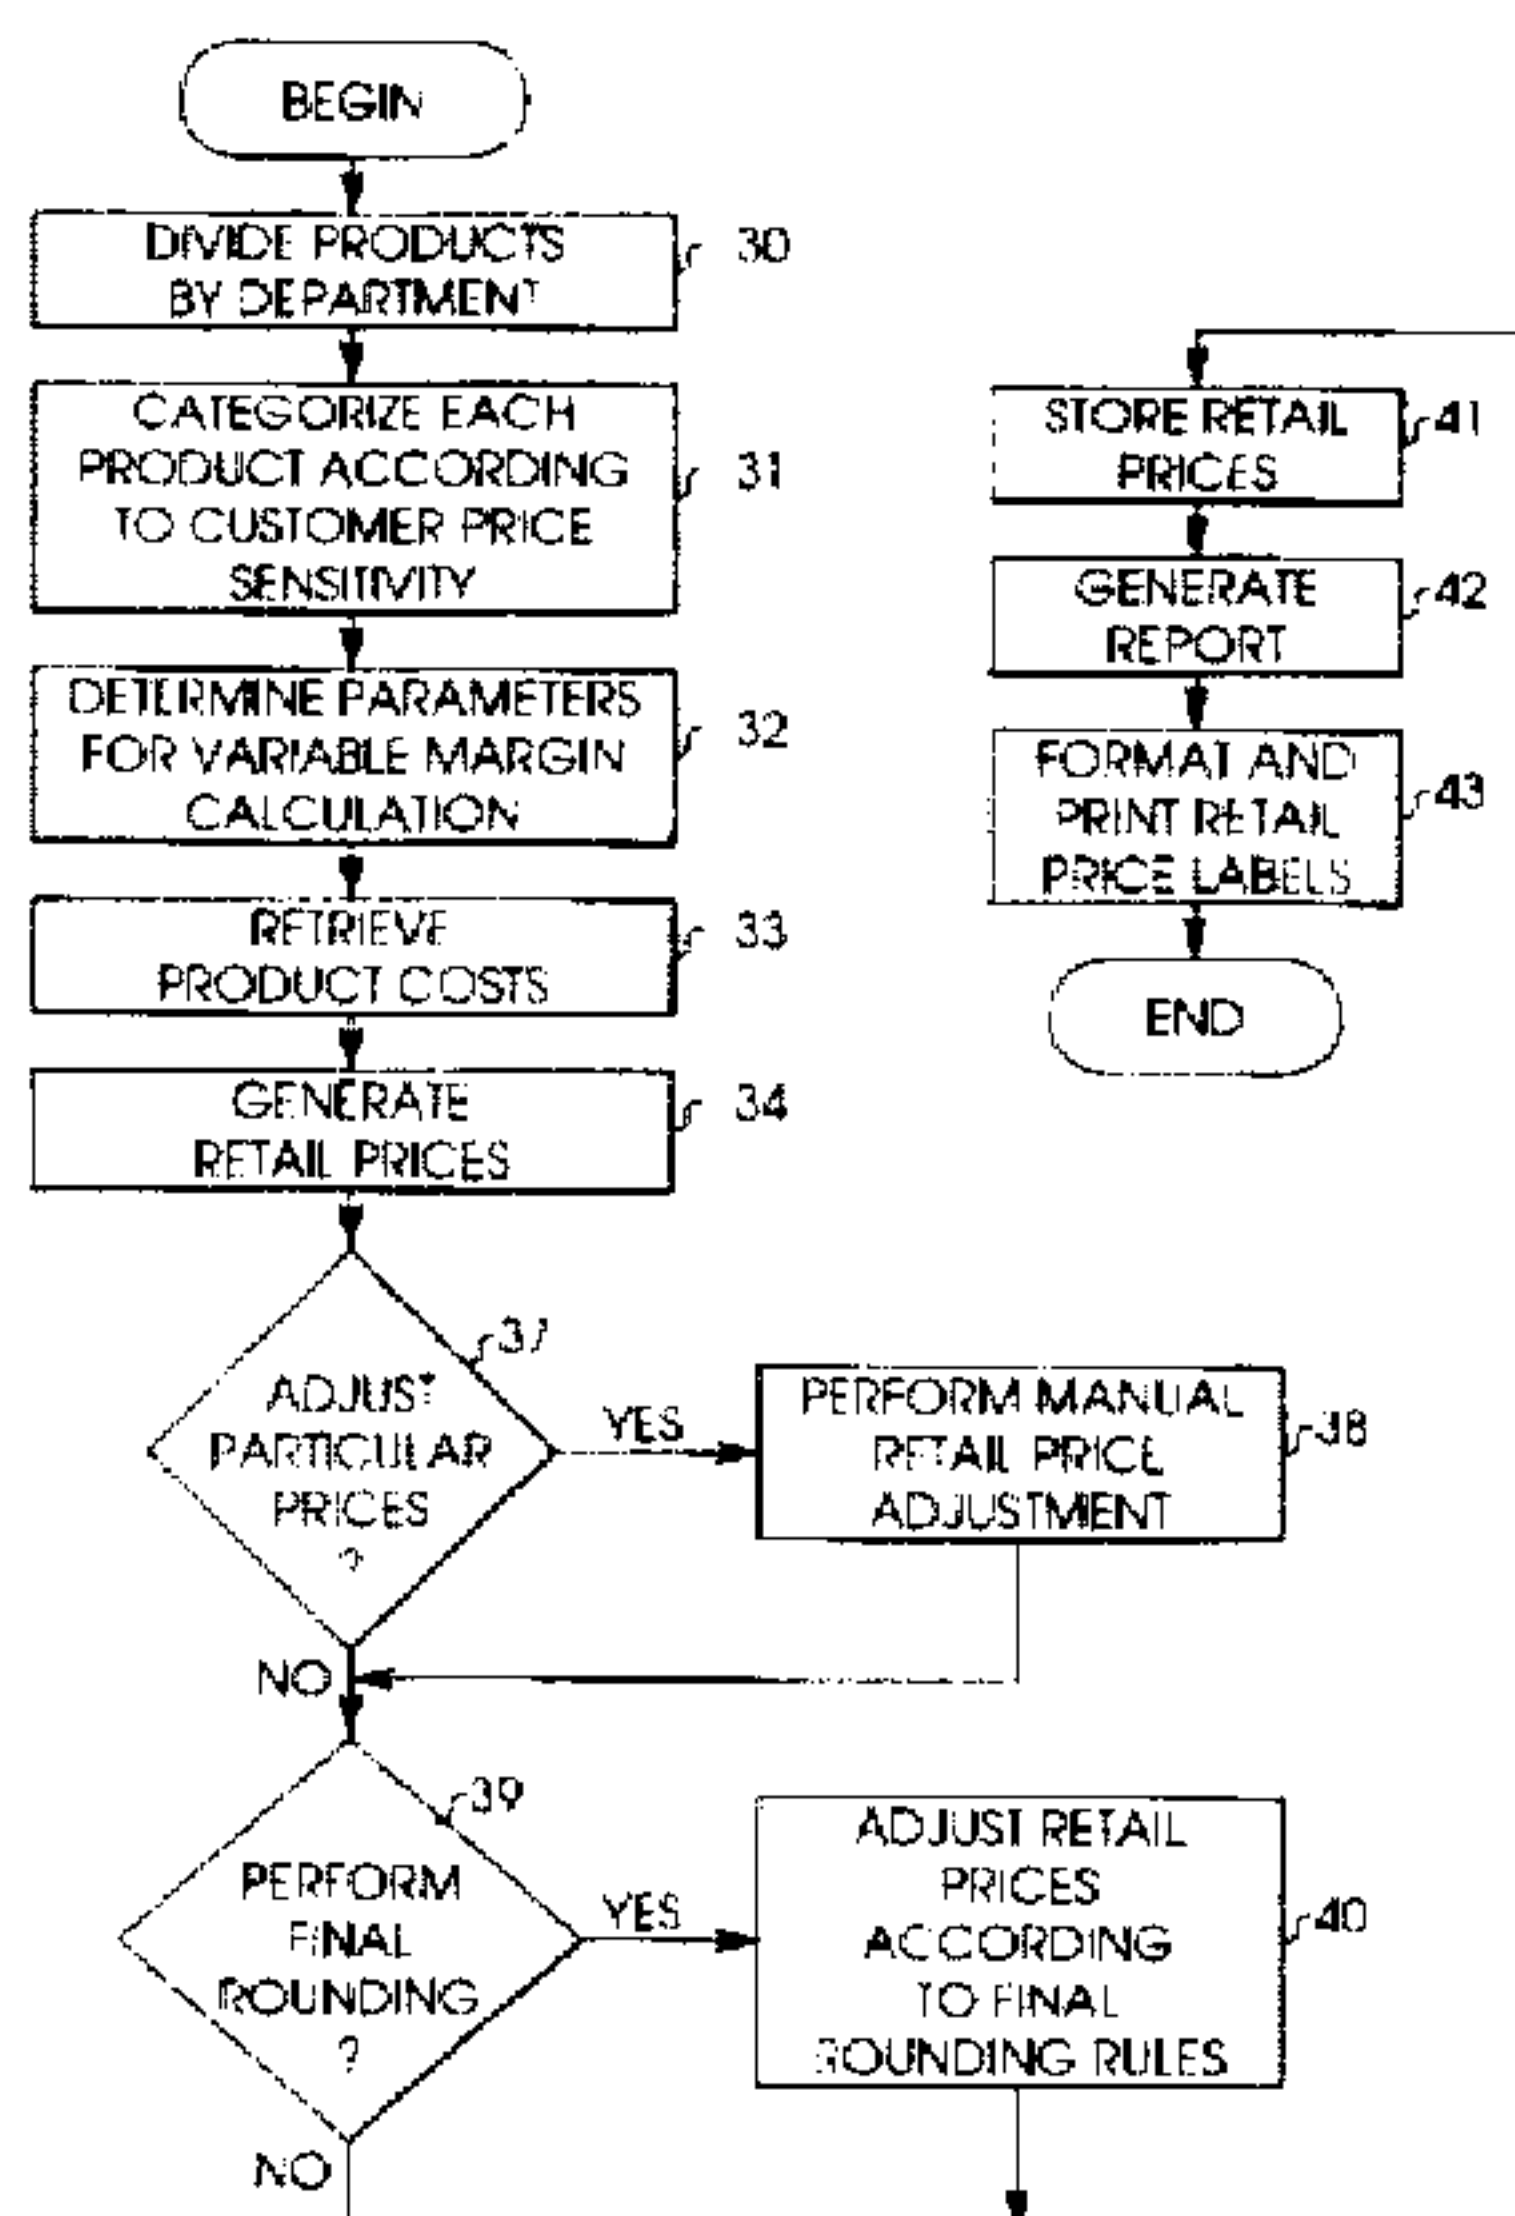 BEGIN
DIVIDE PRODUCTS
BY DEPARTMENT
30
CATEGORIZE EACH
PRODUCT ACCORDING
TO CUSTOMER PRICE
SENSITIVITY
31
DETERMINE PARAMETERS
FOR VARIABLE MARGIN
CALCULATION
32
RETRIEVE
PRODUCT COSTS
33
GENERATE
RETAIL PRICES
34
ADJUST
PARTICULAR
PRICES
?
37
YES
PERFORM MANUAL
RETAIL PRICE
ADJUSTMENT
38
NO
PERFORM
FINAL
ROUNDING
?
39
YES
ADJUST RETAIL
PRICES
ACCORDING
TO FINAL
ROUNDING RULES
40
NO
STORE RETAIL
PRICES
41
GENERATE
REPORT
42
FORMAT AND
PRINT RETAIL
PRICE LABELS
43
END